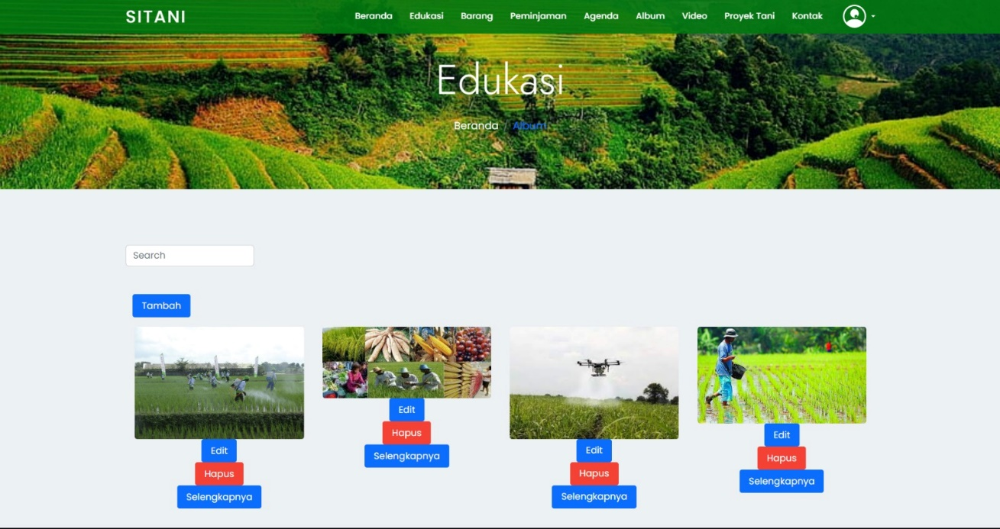 SITANI
Beranda Edukasi Barang Peminjaman Agenda Album Video Proyek Tani Kontak
Edukasi
Beranda / Album
Search
Tambah
Edit
Hapus
Selengkapnya
Edit
Hapus
Selengkapnya
Edit
Hapus
Selengkapnya
Edit
Hapus
Selengkapnya